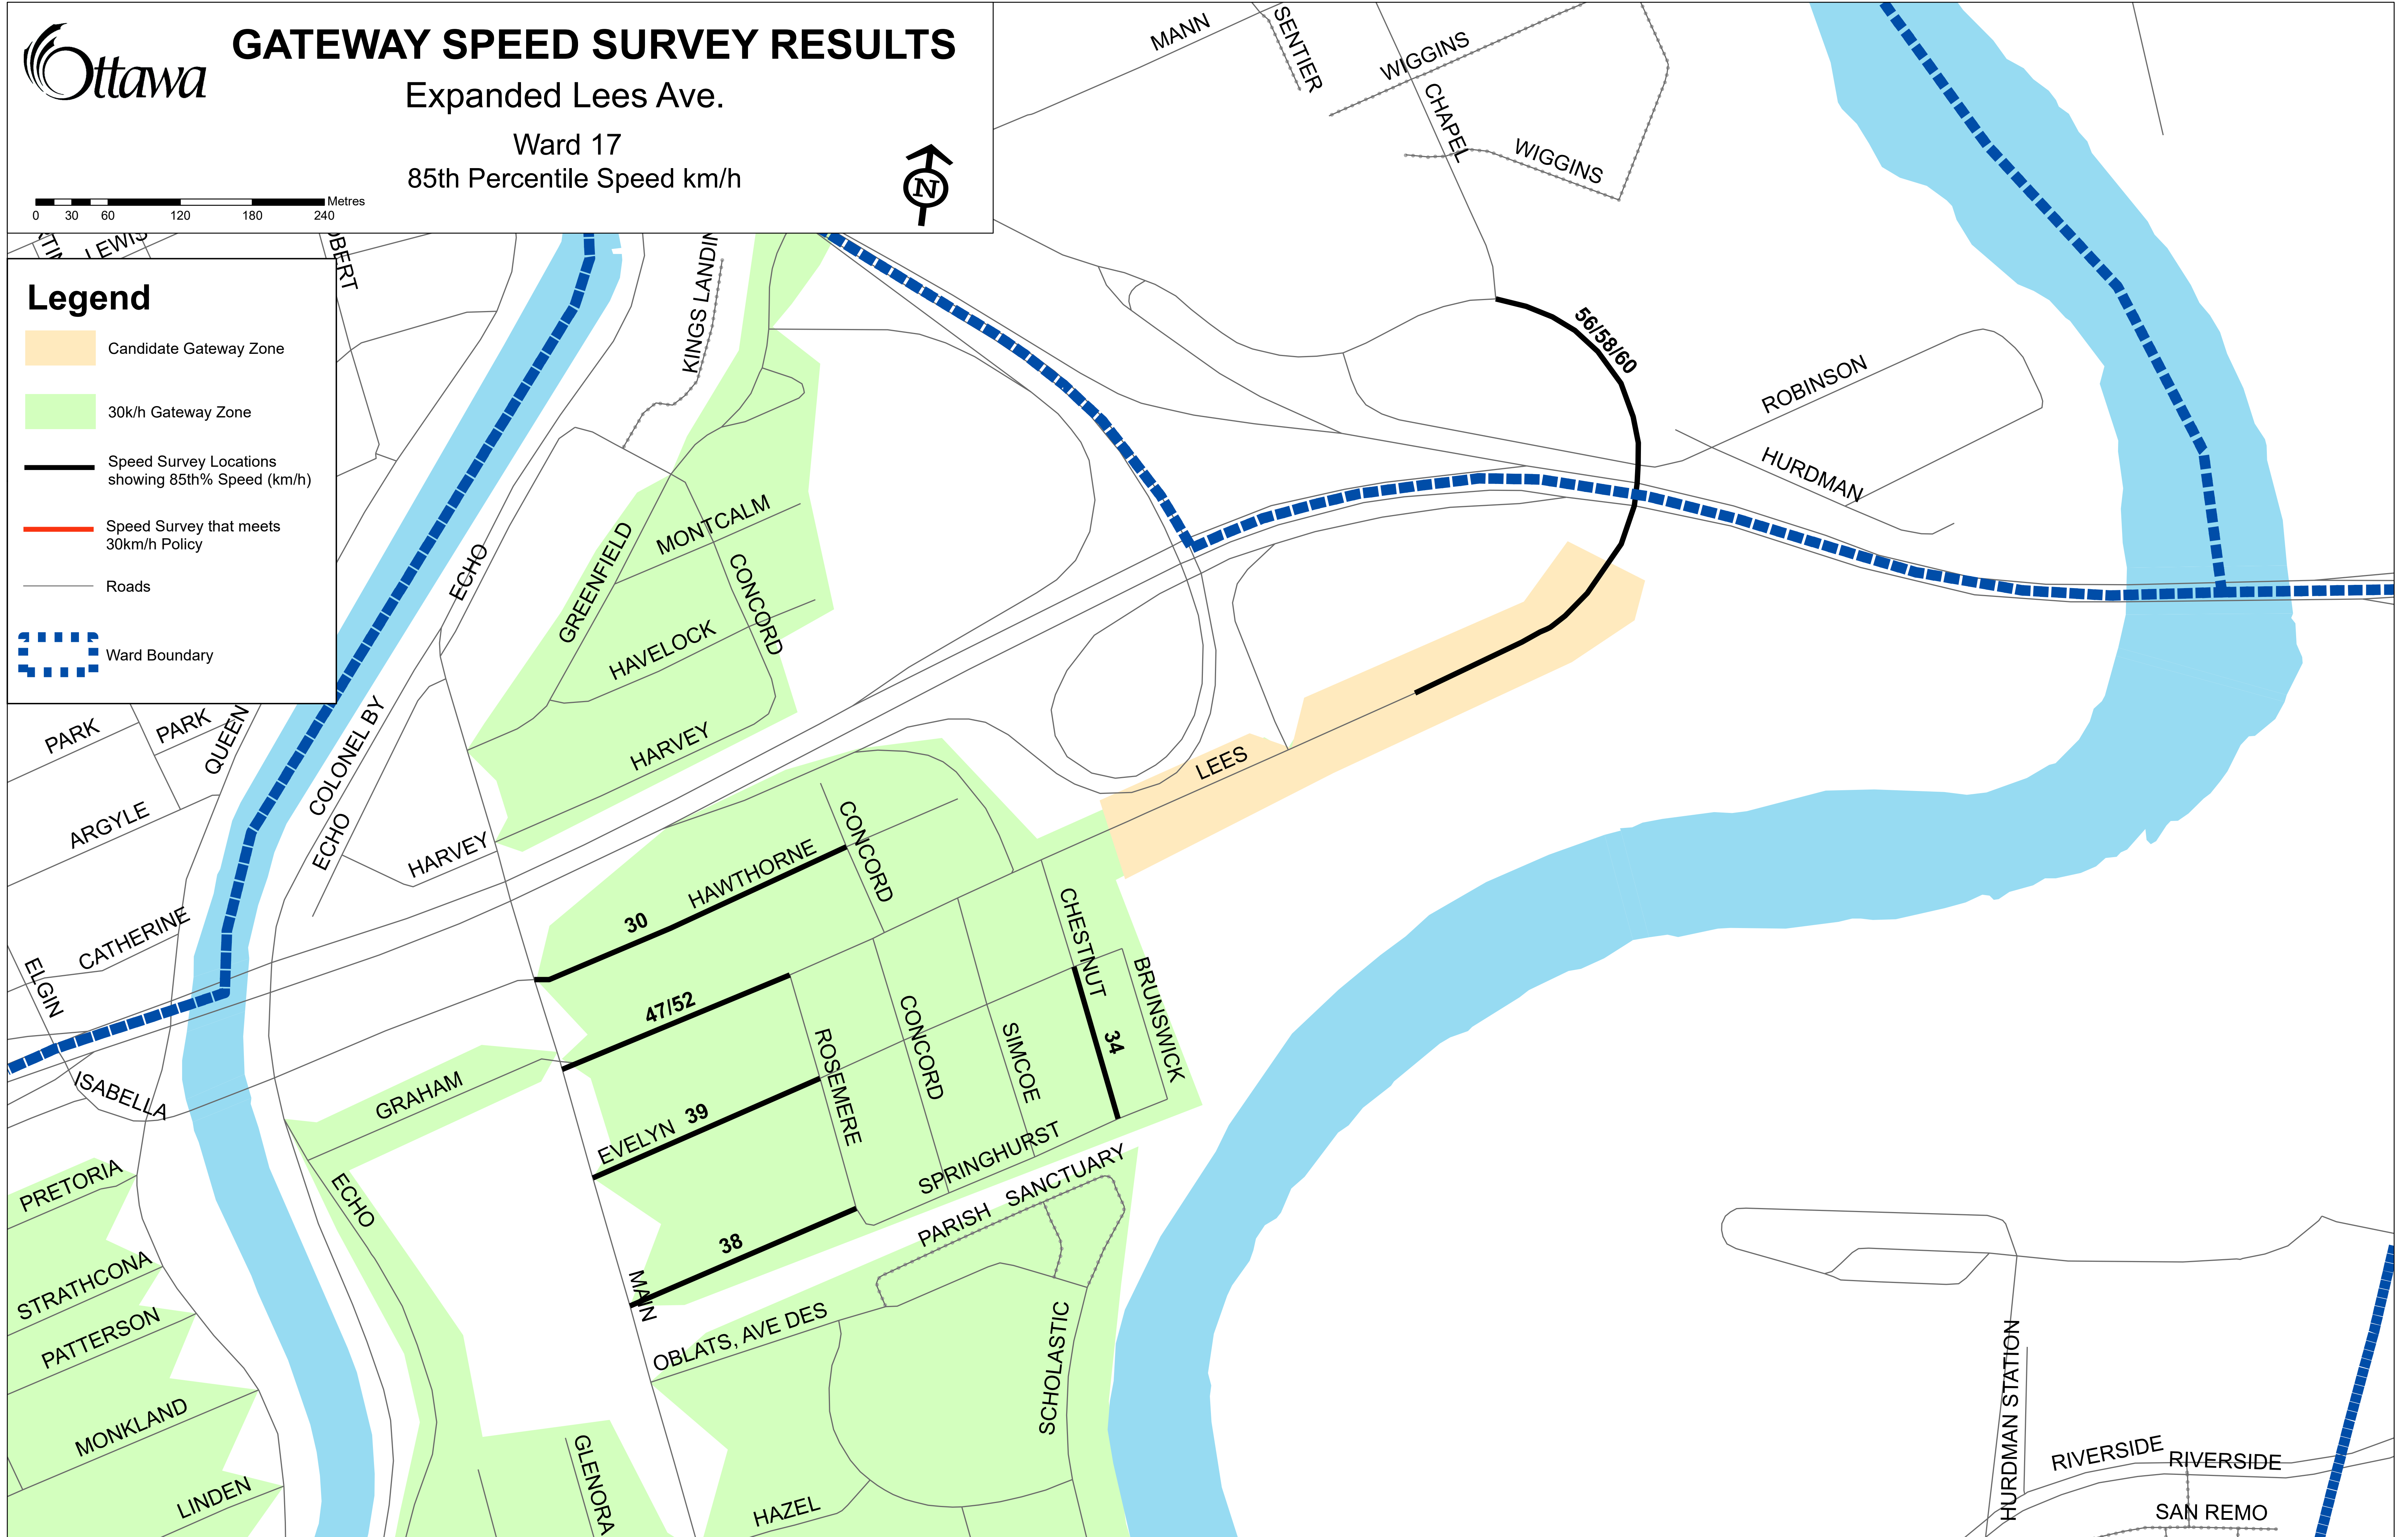 Ottawa
GATEWAY SPEED SURVEY RESULTS
Expanded Lees Ave.
Ward 17
85th Percentile Speed km/h
N
Metres
0 30 60 120 180 240
Legend
Candidate Gateway Zone
30k/h Gateway Zone
Speed Survey Locations
showing 85th% Speed (km/h)
Speed Survey that meets
30km/h Policy
Roads
Ward Boundary
MANN
SENTIER
WIGGINS
CHAPEL
WIGGINS
LEWIS
KINGS LANDIN
56/58/60
ROBINSON
HURDMAN
MONTCALM
GREENFIELD
CONCORD
ECHO
HAVELOCK
HARVEY
LEES
PARK
PARK
QUEEN
COLONEL BY
ECHO
ARGYLE
HARVEY
HAWTHORNE
CONCORD
30
CATHERINE
ELGIN
CHESTNUT
BRUNSWICK
47/52
ROSEMERE
CONCORD
SIMCOE
34
ISABELLA
GRAHAM
EVELYN
39
SPRINGHURST
PARISH
SANCTUARY
PRETORIA
ECHO
38
MAIN
STRATHCONA
PATTERSON
OBLATS, AVE DES
SCHOLASTIC
MONKLAND
LINDEN
GLENORA
HAZEL
HURDMAN STATION
RIVERSIDE
RIVERSIDE
SAN REMO